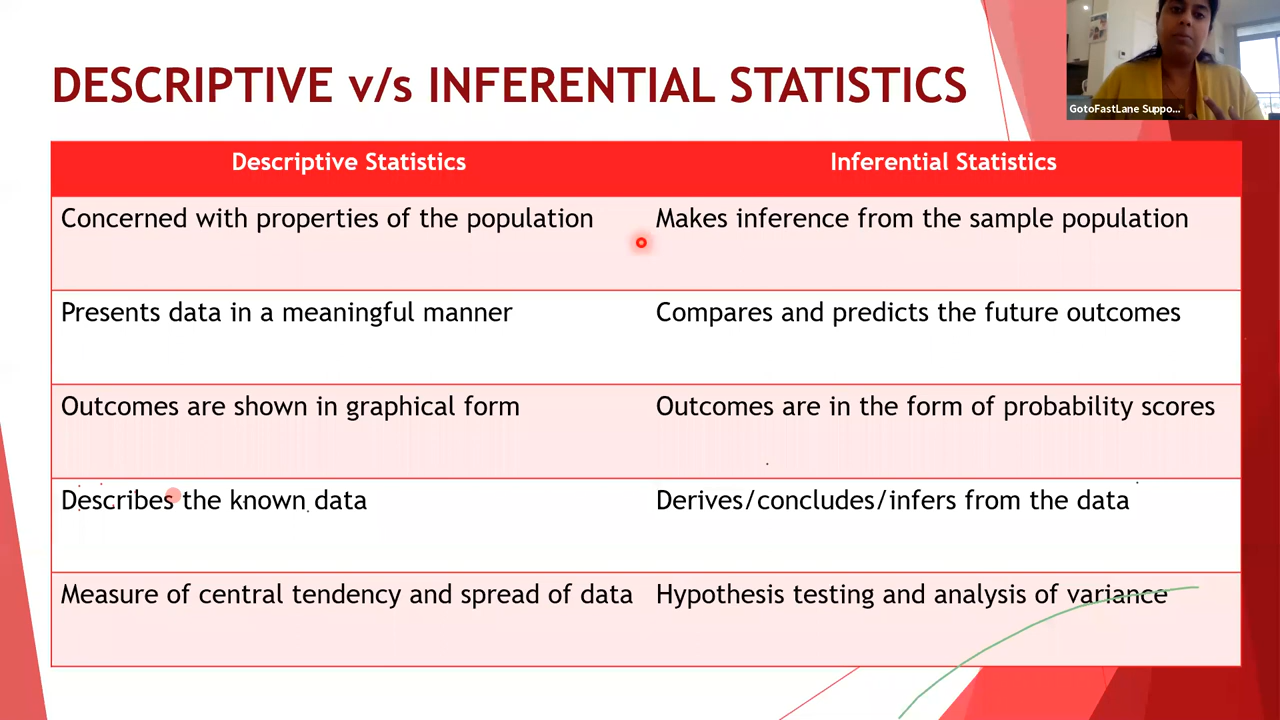 DESCRIPTIVE v/s INFERENTIAL STATISTICS
GotoFastLane Suppo...
Descriptive Statistics
Inferential Statistics
Concerned with properties of the population
Makes inference from the sample population
Presents data in a meaningful manner
Compares and predicts the future outcomes
Outcomes are shown in graphical form
Outcomes are in the form of probability scores
Describes the known data
Derives/concludes/infers from the data
Measure of central tendency and spread of data
Hypothesis testing and analysis of variance